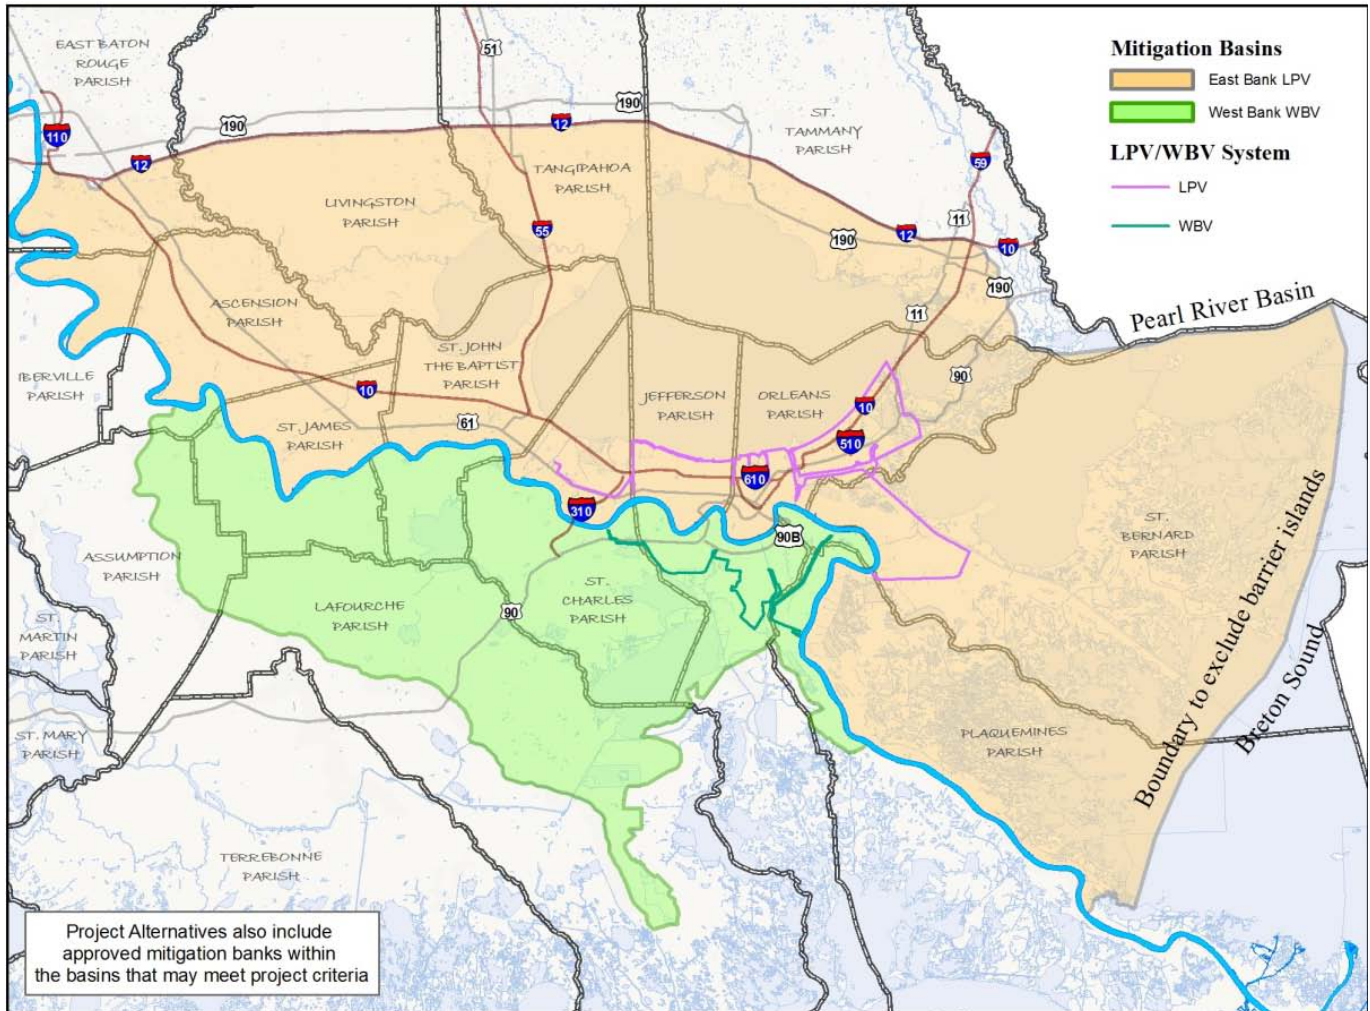 EAST BATON
ROUGE
PARISH
51
190
12
190
ST.
TAMMANY
PARISH
110
12
59
TANGIPAHOA
PARISH
LIVINGSTON
PARISH
11
55
190
12
10
190
ASCENSION
PARISH
11
Pearl River Basin
ST. JOHN
THE BAPTIST
PARISH
IBERVILLE
PARISH
10
90
JEFFERSON
PARISH
ORLEANS
PARISH
10
61
ST. JAMES
PARISH
510
610
310
90B
ST.
BERNARD
PARISH
Boundary to exclude barrier islands
ASSUMPTION
PARISH
ST.
CHARLES
PARISH
LAFOURCHE
PARISH
90
ST.
MARTIN
PARISH
Breton Sound
ST. MARY
PARISH
PLAQUEMINES
PARISH
TERREBONNE
PARISH
Mitigation Basins
East Bank LPV
West Bank WBV
LPV/WBV System
LPV
WBV
Project Alternatives also include
approved mitigation banks within
the basins that may meet project criteria